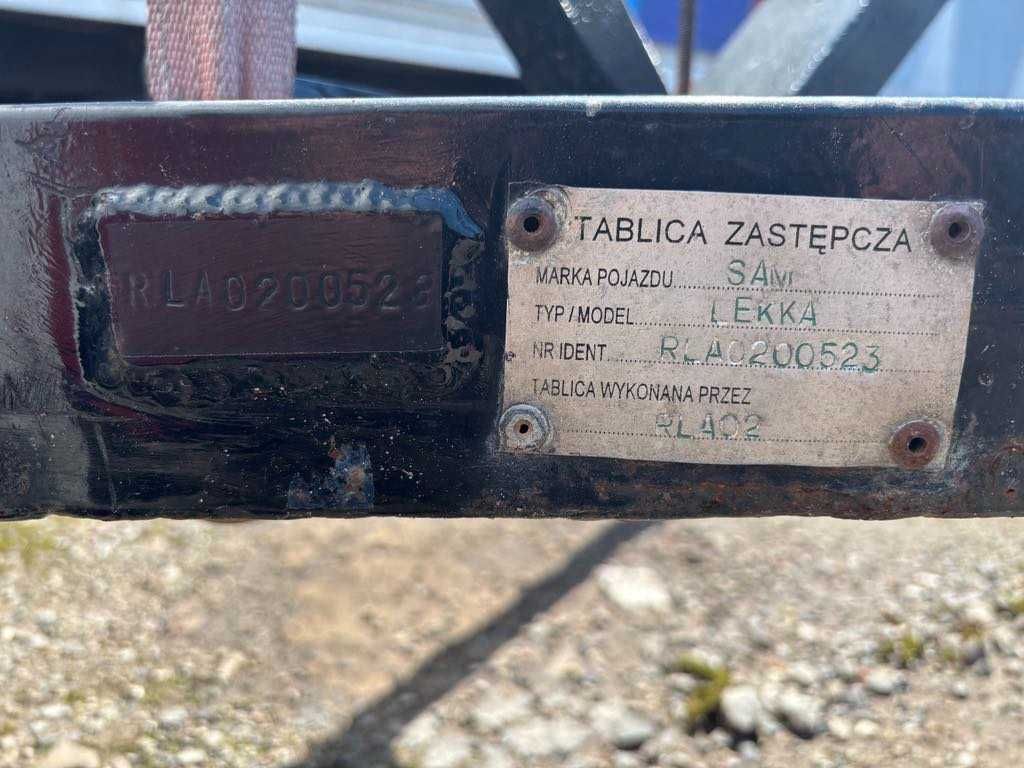 RLA0200523
TABLICA ZASTĘPCZA
MARKA POJAZDU.....SAM
TYP / MODEL.....LEKKA
NR IDENT.....RLA0200523
TABLICA WYKONANA PRZEZ
RLA02